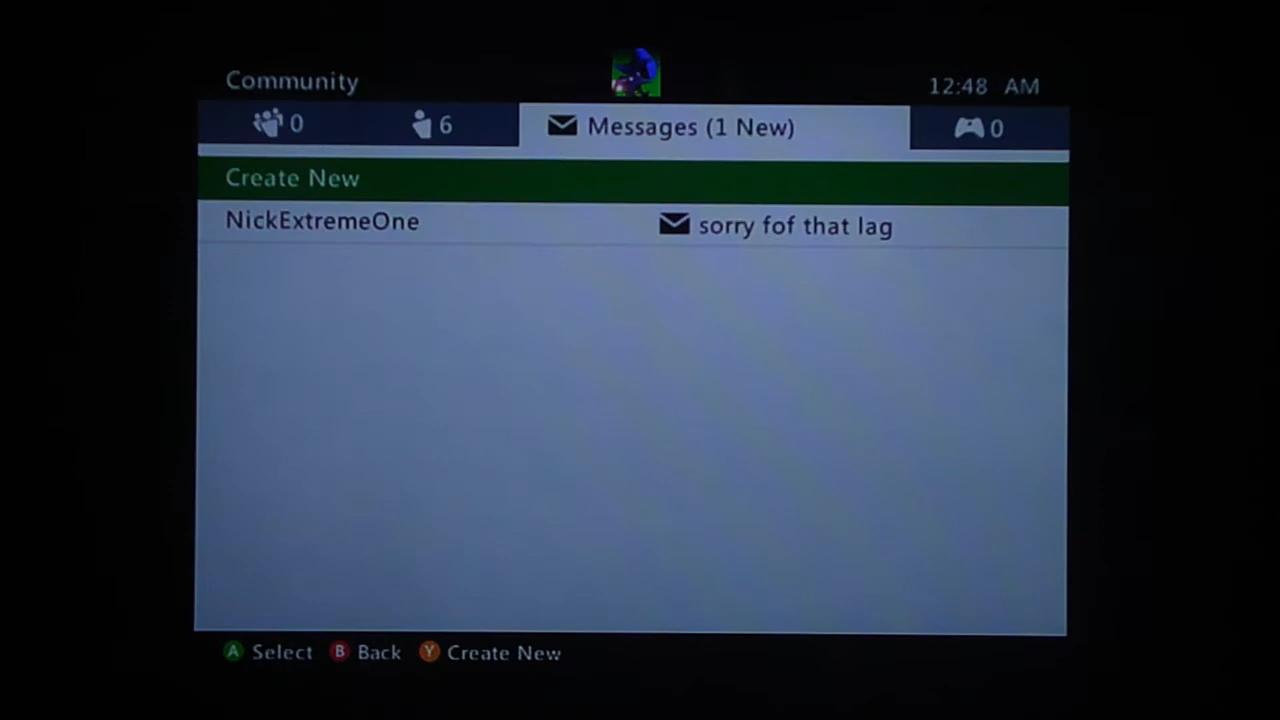 Community
12:48 AM
0
6
Messages (1 New)
0
Create New
NickExtremeOne
sorry fof that lag
A Select B Back Y Create New